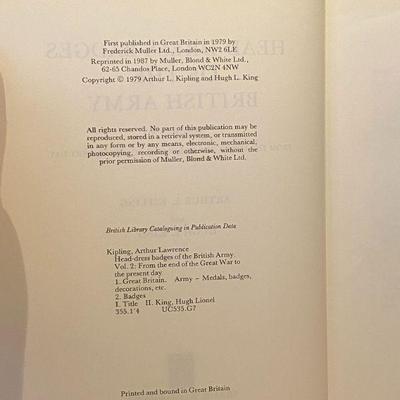 First published in Great Britain in 1979 by
Frederick Muller Ltd., London, NW2 6LE
Reprinted in 1987 by Muller, Blond & White Ltd.,
62-65 Chandos Place, London WC2N 4NW
Copyright © 1979 Arthur L. Kipling and Hugh L. King
All rights reserved. No part of this publication may be
reproduced, stored in a retrieval system, or transmitted
in any form or by any means, electronic, mechanical,
photocopying, recording or otherwise, without the
prior permission of Muller, Blond & White Ltd.
British Library Cataloguing in Publication Data
Kipling, Arthur Lawrence
Head-dress badges of the British Army.
Vol. 2: From the end of the Great War to
the present day
1. Great Britain. Army – Medals, badges,
decorations, etc.
2. Badges
I. Title II. King, Hugh Lionel
355.1'4 UC535.G7
Printed and bound in Great Britain